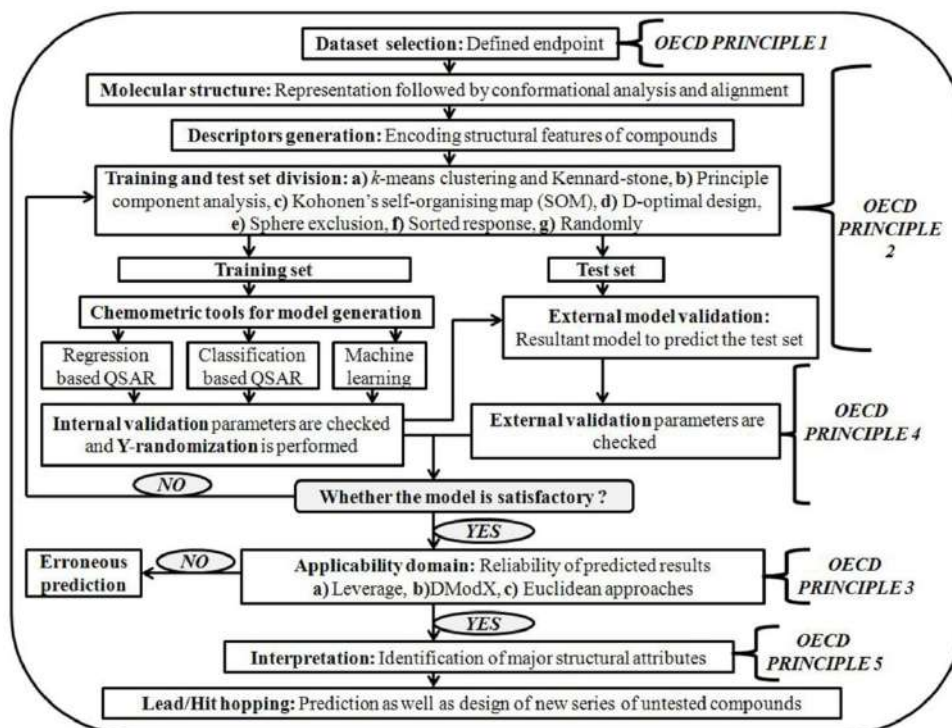 Dataset selection: Defined endpoint
OECD PRINCIPLE 1
Molecular structure: Representation followed by conformational analysis and alignment
Descriptors generation: Encoding structural features of compounds
Training and test set division: a) k-means clustering and Kennard-stone, b) Principle
component analysis, c) Kohonen's self-organising map (SOM), d) D-optimal design,
e) Sphere exclusion, f) Sorted response, g) Randomly
OECD
PRINCIPLE
2
Training set
Test set
Chemometric tools for model generation
Regression
based QSAR
Classification
based QSAR
Machine
learning
External model validation:
Resultant model to predict the test set
Internal validation parameters are checked
and Y-randomization is performed
External validation parameters are
checked
OECD
PRINCIPLE 4
NO
Whether the model is satisfactory ?
YES
Erroneous
prediction
NO
Applicability domain: Reliability of predicted results
a) Leverage, b)DModX, c) Euclidean approaches
OECD
PRINCIPLE 3
YES
Interpretation: Identification of major structural attributes
OECD
PRINCIPLE 5
Lead/Hit hopping: Prediction as well as design of new series of untested compounds